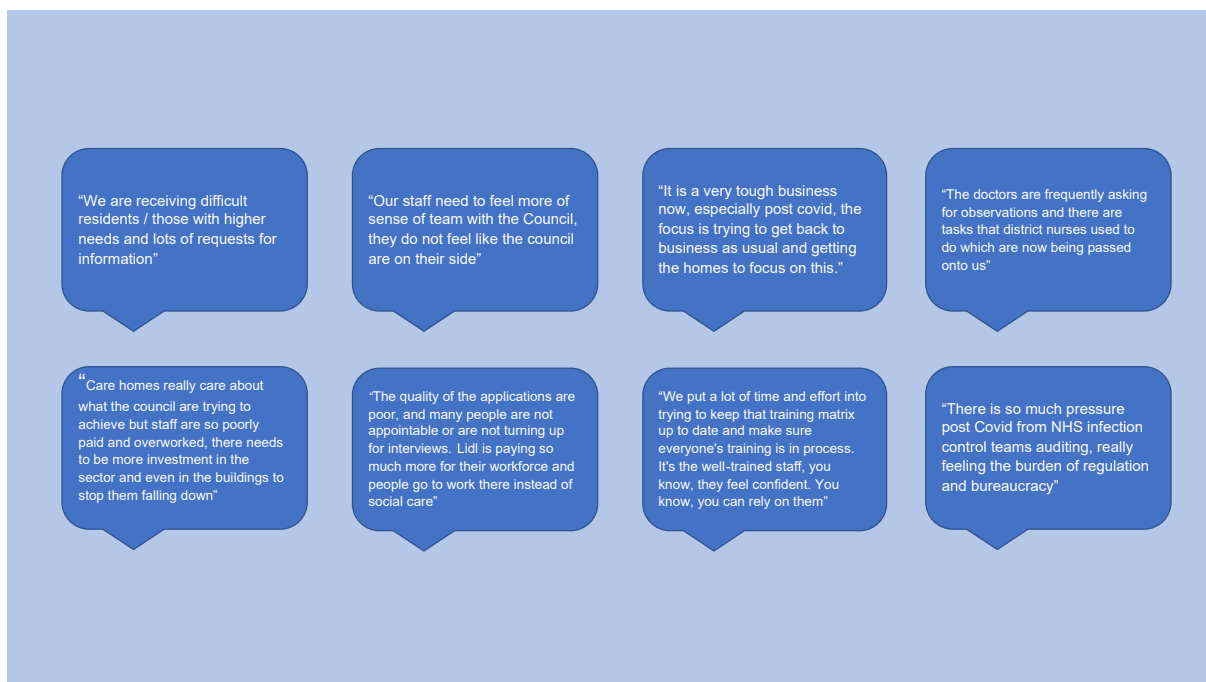 “We are receiving difficult
residents / those with higher
needs and lots of requests for
information”
“Our staff need to feel more of
sense of team with the Council,
they do not feel like the council
are on their side”
“It is a very tough business
now, especially post covid, the
focus is trying to get back to
business as usual and getting
the homes to focus on this.”
“The doctors are frequently asking
for observations and there are
tasks that district nurses used to
do which are now being passed
onto us”
“Care homes really care about
what the council are trying to
achieve but staff are so poorly
paid and overworked, there needs
to be more investment in the
sector and even in the buildings to
stop them falling down”
“The quality of the applications are
poor, and many people are not
appointable or are not turning up
for interviews. Lidl is paying so
much more for their workforce and
people go to work there instead of
social care”
“We put a lot of time and effort into
trying to keep that training matrix
up to date and make sure
everyone's training is in process.
It's the well-trained staff, you
know, they feel confident. You
know, you can rely on them”
“There is so much pressure
post Covid from NHS infection
control teams auditing, really
feeling the burden of regulation
and bureaucracy”